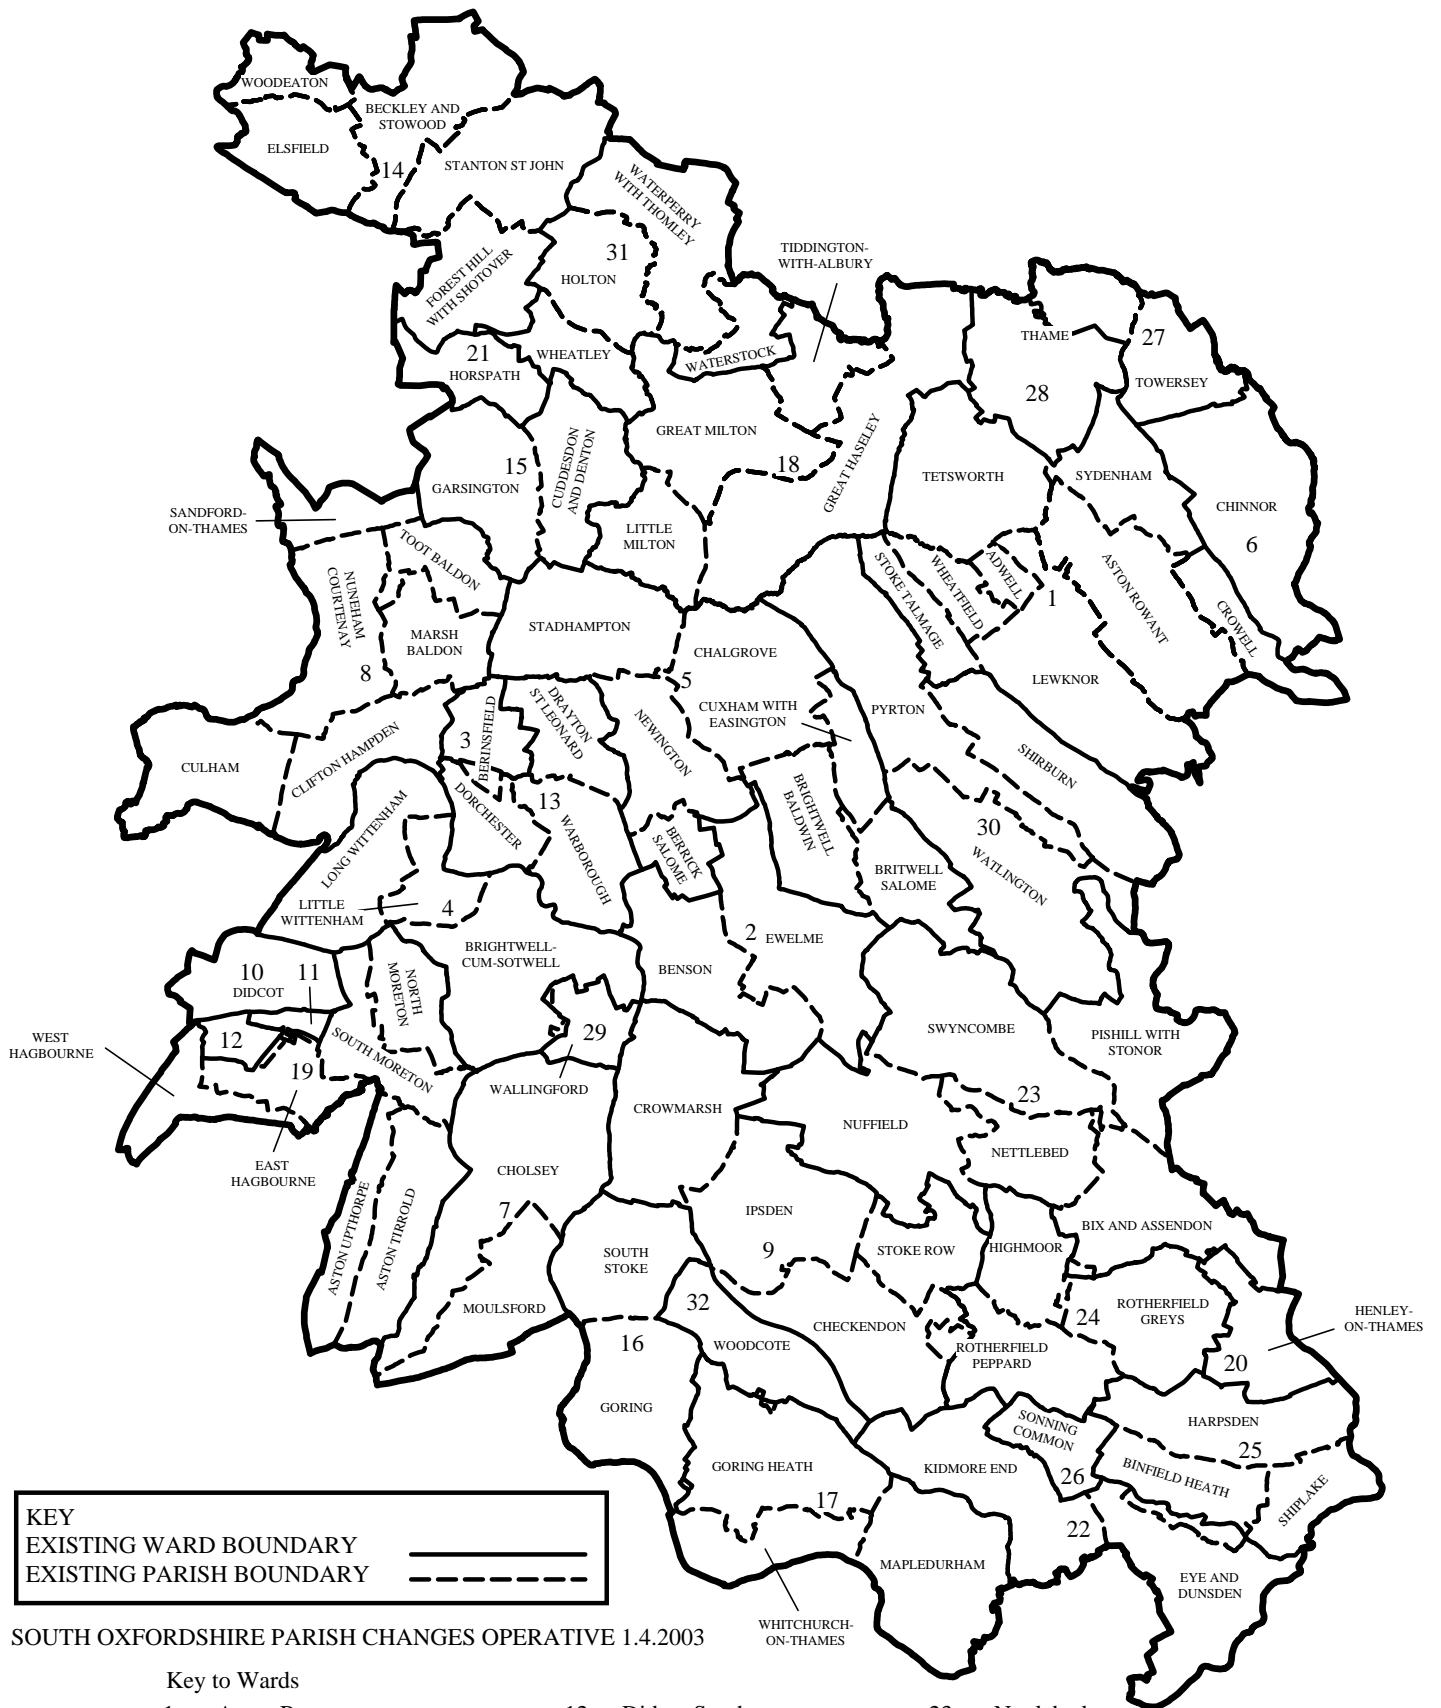 WOODEATON
BECKLEY AND
STOWOOD
ELSFIELD
14
STANTON ST JOHN
WATERPERRY
WITH THOMLEY
31
HOLTON
FOREST HILL
WITH SHOTOVER
TIDDINGTON-
WITH-ALBURY
21
HORSPATH
WHEATLEY
WATERSTOCK
THAME
27
28
TOWERSEY
GREAT MILTON
GREAT HASELEY
15
GARSINGTON
CUDDESDON
AND DENTON
18
TETSWORTH
SYDENHAM
CHINNOR
6
SANDFORD-
ON-THAMES
TOOT BALDON
LITTLE
MILTON
NUNEHAM
COURTENAY
STOKE TALMAGE
WHEATFIELD
ADWELL
1
ASTON ROWANT
CROWELL
MARSH
BALDON
STADHAMPTON
CHALGROVE
8
5
LEWKNOR
CUXHAM WITH
EASINGTON
PYRTON
BERINSFIELD
3
DRAYTON
ST LEONARD
NEWINGTON
SHIRBURN
CULHAM
CLIFTON HAMPDEN
DORCHESTER
13
WARBOROUGH
BRIGHTWELL
BALDWIN
30
WATLINGTON
LONG WITTENHAM
BERRICK
SALOME
BRITWELL
SALOME
LITTLE
WITTENHAM
4
BRIGHTWELL-
CUM-SOTWELL
2
EWELME
BENSON
10
DIDCOT
11
NORTH
MORETON
SWYNCOMBE
PISHILL WITH
STONOR
WEST
HAGBOURNE
12
29
SOUTH MORETON
19
WALLINGFORD
CROWMARSH
23
NUFFIELD
NETTLEBED
EAST
HAGBOURNE
CHOLSEY
7
ASTON UPTHORPE
ASTON TIRROLD
IPSDEN
9
STOKE ROW
HIGHMOOR
BIX AND ASSENDON
SOUTH
STOKE
MOULSFORD
32
WOODCOTE
CHECKENDON
24
ROTHERFIELD
GREYS
HENLEY-
ON-THAMES
16
ROTHERFIELD
PEPPARD
20
GORING
SONNING
COMMON
HARPSDEN
25
GORING HEATH
KIDMORE END
26
BINFIELD HEATH
SHIPLAKE
17
22
MAPLEDURHAM
EYE AND
DUNSDEN
WHITCHURCH-
ON-THAMES
KEY
EXISTING WARD BOUNDARY
EXISTING PARISH BOUNDARY
SOUTH OXFORDSHIRE PARISH CHANGES OPERATIVE 1.4.2003
Key to Wards